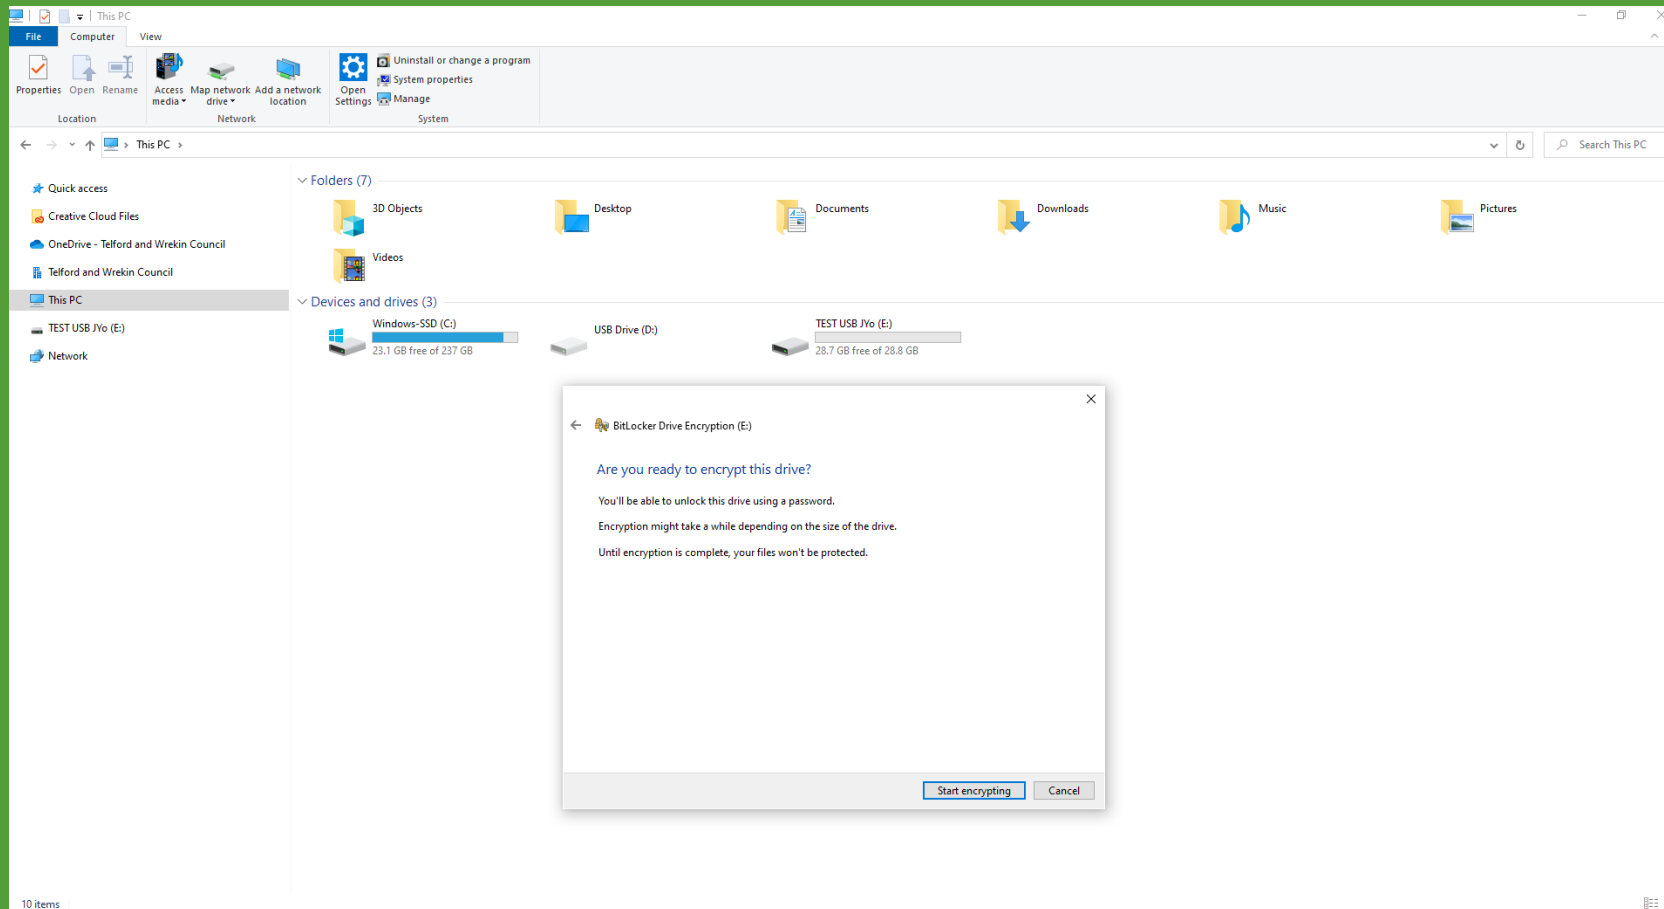 This PC
File Computer View
Properties Open Rename
Access media Map network drive Add a network location
Open Settings
Uninstall or change a program
System properties
Manage
Location Network System
This PC
Search This PC
Quick access
Creative Cloud Files
OneDrive - Telford and Wrekin Council
Telford and Wrekin Council
This PC
TEST USB JYo (E:)
Network
Folders (7)
3D Objects Desktop Documents Downloads Music Pictures
Videos
Devices and drives (3)
Windows-SSD (C:)
23.1 GB free of 237 GB
USB Drive (D:)
TEST USB JYo (E:)
28.7 GB free of 28.8 GB
BitLocker Drive Encryption (E:)
Are you ready to encrypt this drive?
You'll be able to unlock this drive using a password.
Encryption might take a while depending on the size of the drive.
Until encryption is complete, your files won't be protected.
Start encrypting Cancel
10 items